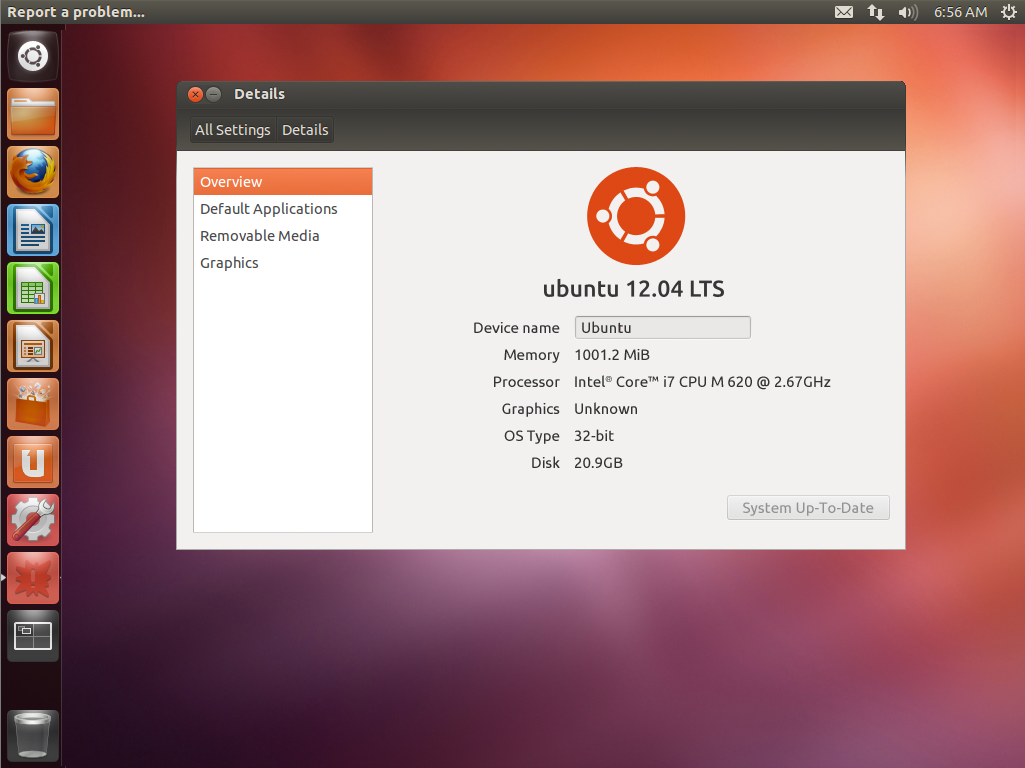 Report a problem...
6:56 AM
Details
All Settings
Details
Overview
Default Applications
Removable Media
Graphics
ubuntu 12.04 LTS
Device name Ubuntu
Memory 1001.2 MiB
Processor Intel® Core™ i7 CPU M 620 @ 2.67GHz
Graphics Unknown
OS Type 32-bit
Disk 20.9GB
System Up-To-Date